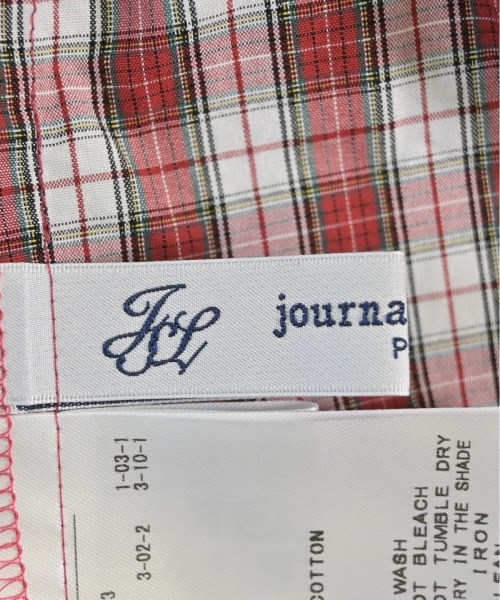 JSL
journa
P
1-03-1
3-10-1
3-02-2
3
COTTON
WASH
OT BLEACH
OT TUMBLE DRY
RY IN THE SHADE
IRON